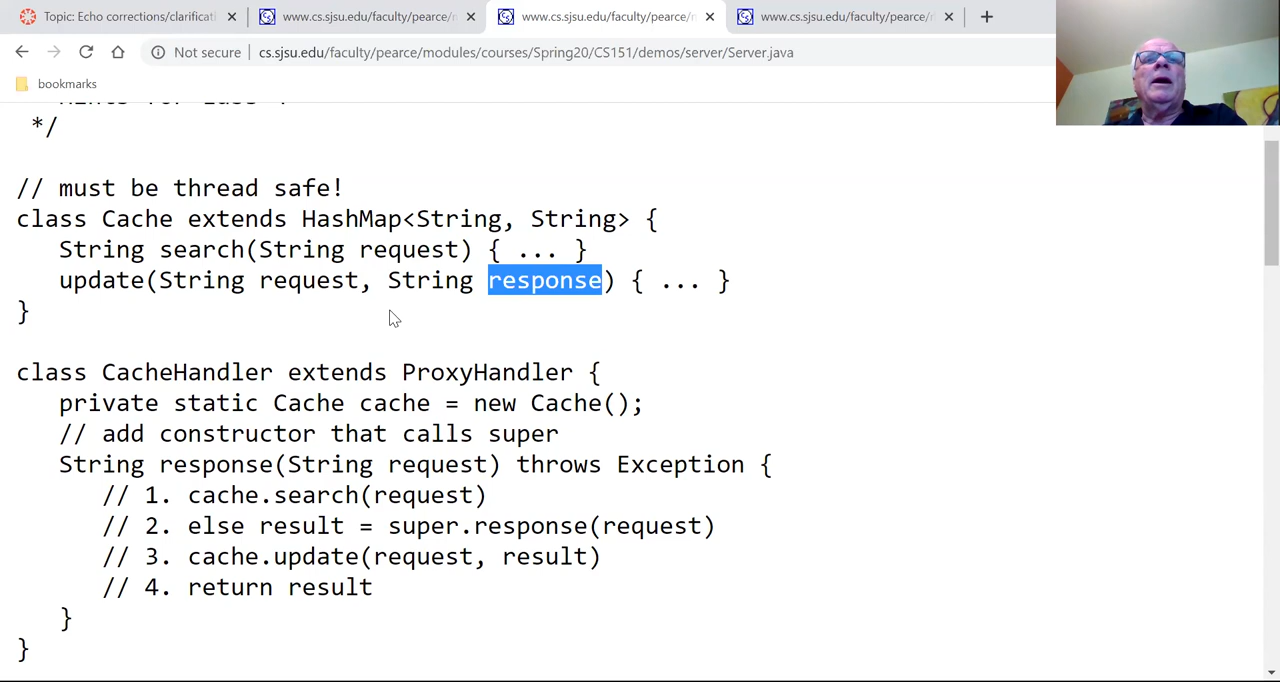 Topic: Echo corrections/clarificati
www.cs.sjsu.edu/faculty/pearce/
www.cs.sjsu.edu/faculty/pearce/
www.cs.sjsu.edu/faculty/pearce/
Not secure
cs.sjsu.edu/faculty/pearce/modules/courses/Spring20/CS151/demos/server/Server.java
bookmarks
*/
// must be thread safe!
class Cache extends HashMap<String, String> {
String search(String request) { ... }
update(String request, String response) { ... }
}
class CacheHandler extends ProxyHandler {
private static Cache cache = new Cache();
// add constructor that calls super
String response(String request) throws Exception {
// 1. cache.search(request)
// 2. else result = super.response(request)
// 3. cache.update(request, result)
// 4. return result
}
}